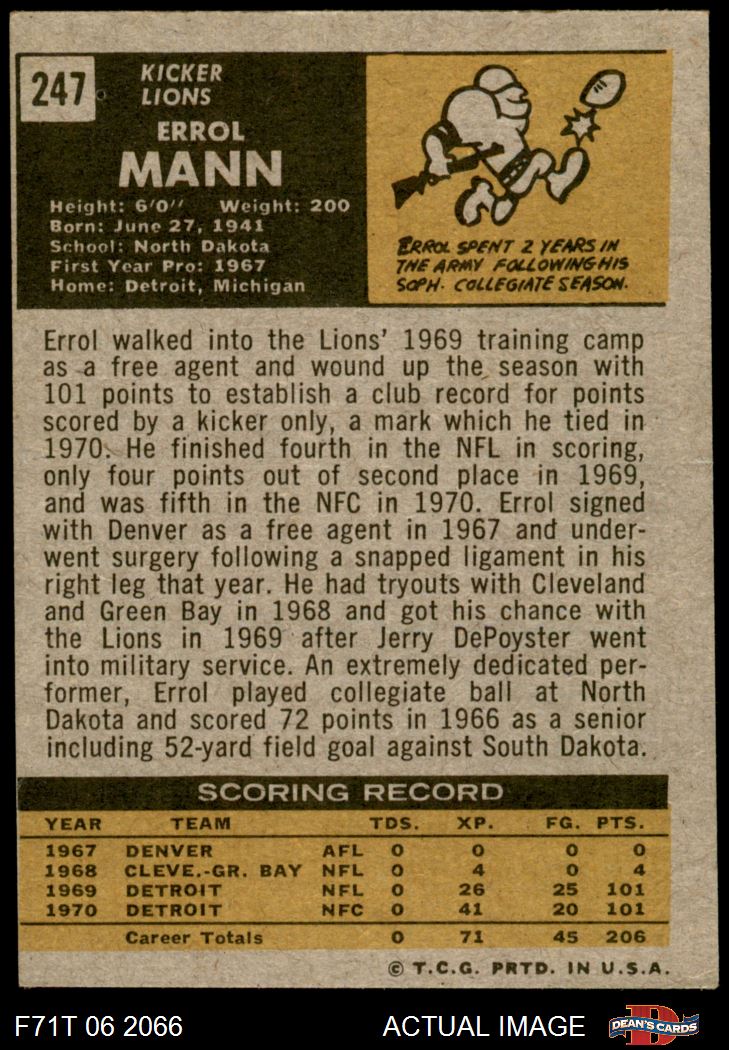 247
KICKER
LIONS
ERROL
MANN
Height: 6'0'' Weight: 200
Born: June 27, 1941
School: North Dakota
First Year Pro: 1967
Home: Detroit, Michigan
ERROL SPENT 2 YEARS IN
THE ARMY FOLLOWING HIS
SOPH. COLLEGIATE SEASON.
Errol walked into the Lions' 1969 training camp
as a free agent and wound up the season with
101 points to establish a club record for points
scored by a kicker only, a mark which he tied in
1970. He finished fourth in the NFL in scoring,
only four points out of second place in 1969,
and was fifth in the NFC in 1970. Errol signed
with Denver as a free agent in 1967 and under-
went surgery following a snapped ligament in his
right leg that year. He had tryouts with Cleveland
and Green Bay in 1968 and got his chance with
the Lions in 1969 after Jerry DePoyster went
into military service. An extremely dedicated per-
former, Errol played collegiate ball at North
Dakota and scored 72 points in 1966 as a senior
including 52-yard field goal against South Dakota.
SCORING RECORD
YEAR TEAM TDS. XP. FG. PTS.
1967 DENVER AFL 0 0 0 0
1968 CLEVE.-GR. BAY NFL 0 4 0 4
1969 DETROIT NFL 0 26 25 101
1970 DETROIT NFC 0 41 20 101
Career Totals 0 71 45 206
© T.C.G. PRTD. IN U.S.A.
F71T 06 2066 ACTUAL IMAGE DEAN'S CARDS